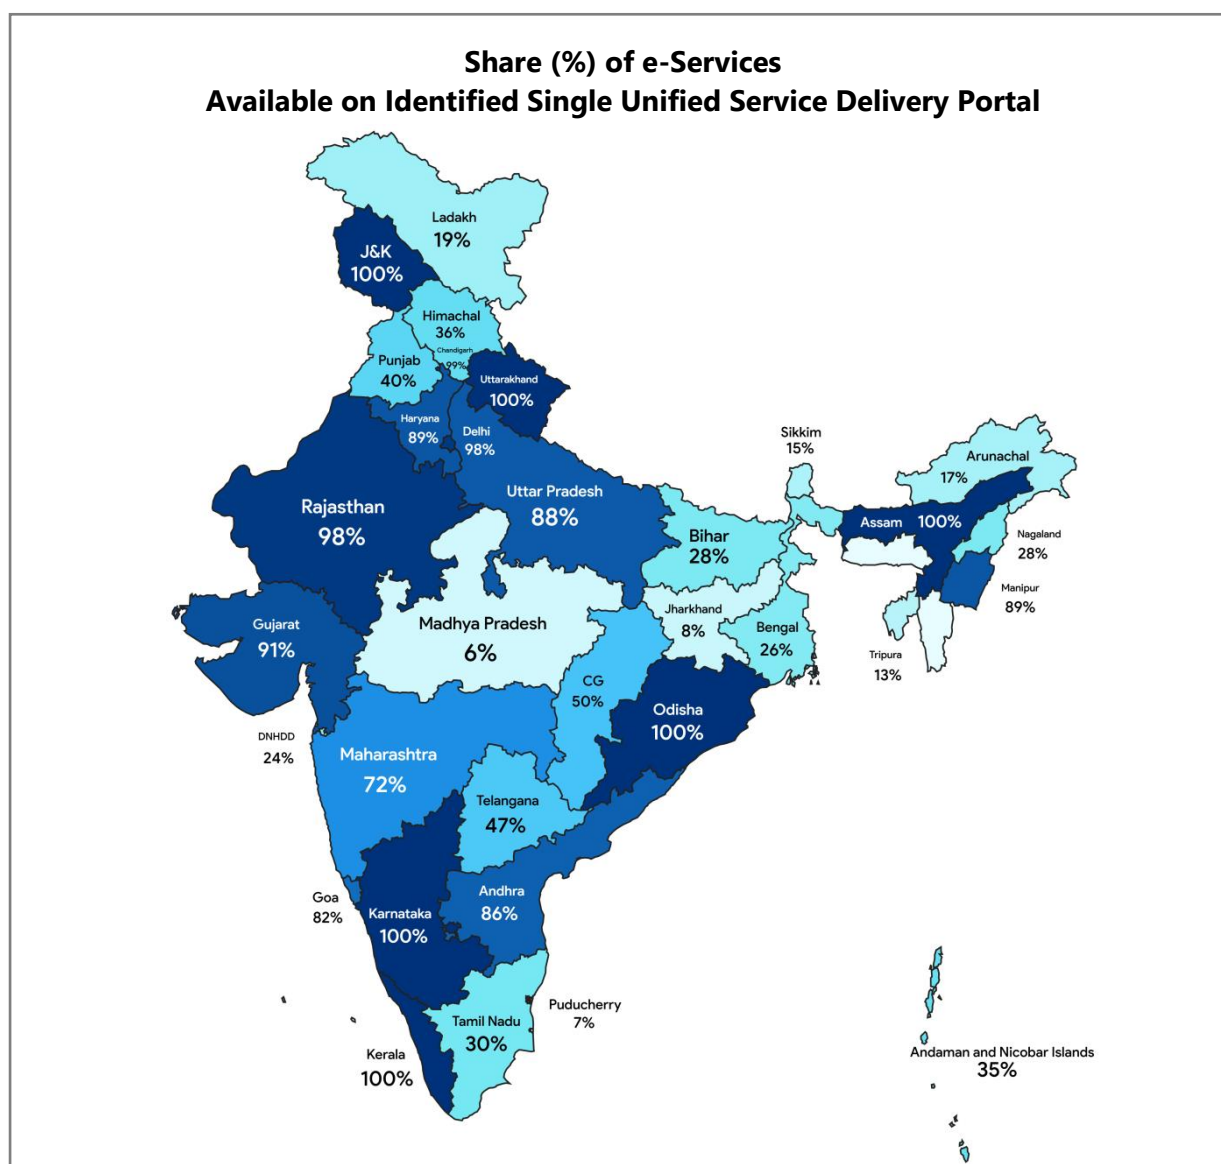 Share (%) of e-Services
Available on Identified Single Unified Service Delivery Portal
Ladakh
19%
J&K
100%
Himachal
36%
Chandigarh
99%
Punjab
40%
Uttarakhand
100%
Haryana
89%
Delhi
98%
Sikkim
15%
Arunachal
17%
Rajasthan
98%
Uttar Pradesh
88%
Bihar
28%
Assam 100%
Nagaland
28%
Manipur
89%
Gujarat
91%
Madhya Pradesh
6%
Jharkhand
8%
Bengal
26%
Tripura
13%
CG
50%
Odisha
100%
DNHDD
24%
Maharashtra
72%
Telangana
47%
Goa
82%
Karnataka
100%
Andhra
86%
Puducherry
7%
Tamil Nadu
30%
Kerala
100%
Andaman and Nicobar Islands
35%